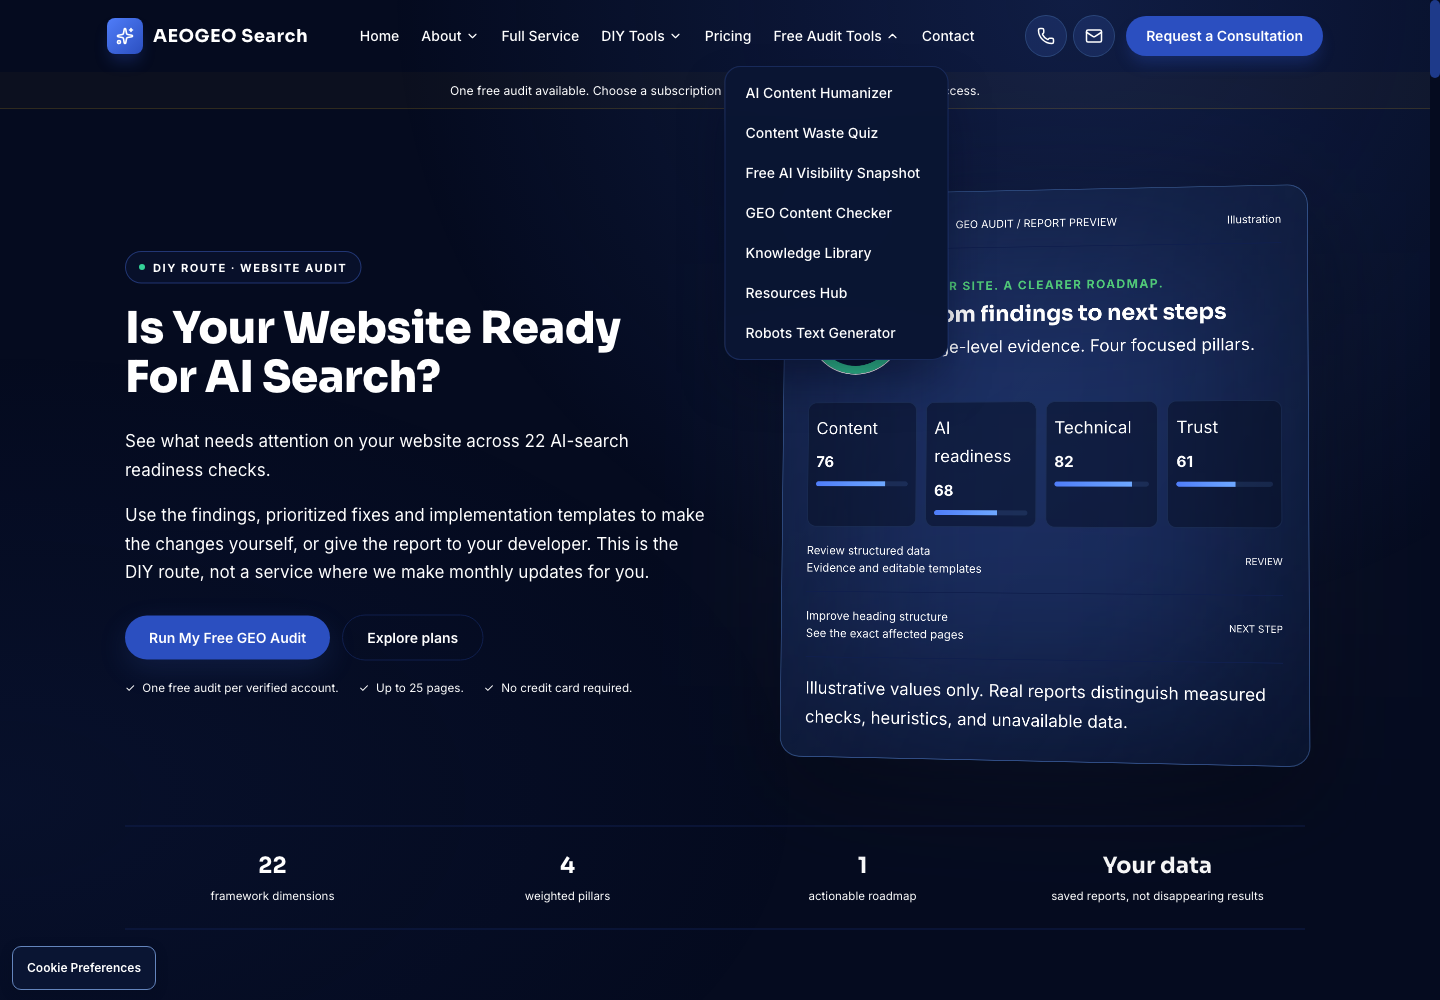 AEOGEO Search
Home
About
Full Service
DIY Tools
Pricing
Free Audit Tools
Contact
Request a Consultation
One free audit available. Choose a subscription
cess.
AI Content Humanizer
Content Waste Quiz
Free AI Visibility Snapshot
GEO Content Checker
Knowledge Library
Resources Hub
Robots Text Generator
DIY ROUTE · WEBSITE AUDIT
Is Your Website Ready
For AI Search?
See what needs attention on your website across 22 AI-search
readiness checks.
Use the findings, prioritized fixes and implementation templates to make
the changes yourself, or give the report to your developer. This is the
DIY route, not a service where we make monthly updates for you.
Run My Free GEO Audit
Explore plans
✓ One free audit per verified account.
✓ Up to 25 pages.
✓ No credit card required.
GEO AUDIT / REPORT PREVIEW
Illustration
R SITE. A CLEARER ROADMAP.
om findings to next steps
ge-level evidence. Four focused pillars.
Content
76
AI
readiness
68
Technical
82
Trust
61
Review structured data
Evidence and editable templates
REVIEW
Improve heading structure
See the exact affected pages
NEXT STEP
Illustrative values only. Real reports distinguish measured
checks, heuristics, and unavailable data.
22
framework dimensions
4
weighted pillars
1
actionable roadmap
Your data
saved reports, not disappearing results
Cookie Preferences